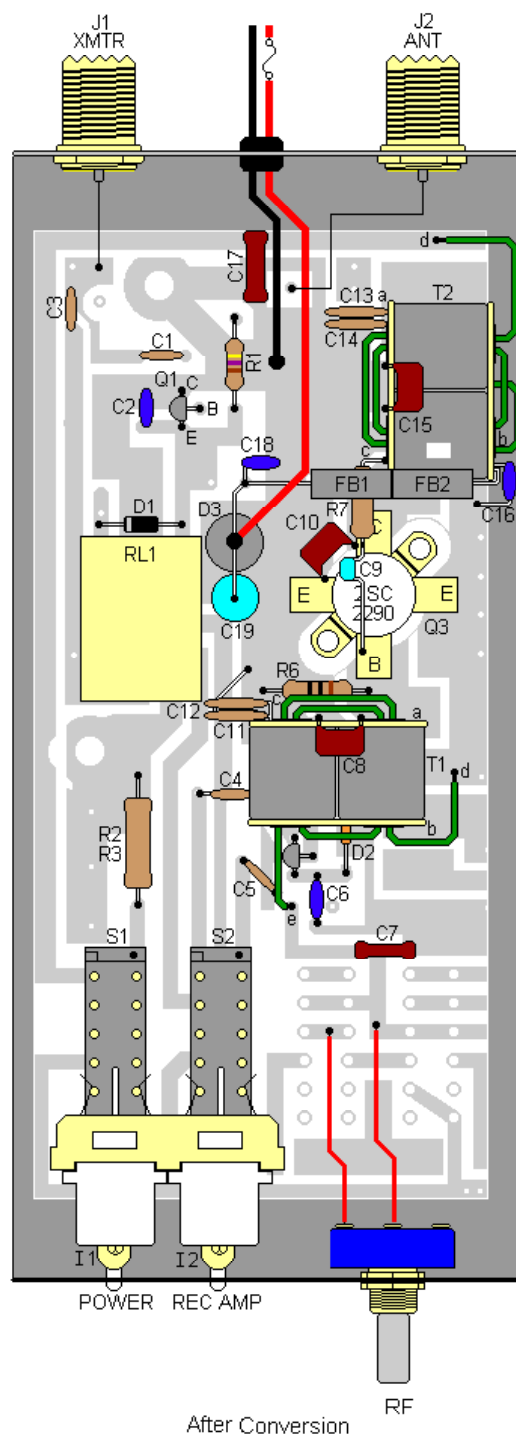 J1
XMTR
J2
ANT
C17
d
C3
C13
a
T2
C14
C1
R1
Q1
C
C2
B
C15
E
b
C18
c
FB1
FB2
C16
D1
D3
R7
C10
C
RL1
C9
E
2SC
2290
E
Q3
C19
B
R6
C12
c
C11
a
C8
T1
d
C4
R2
R3
b
D2
C5
C6
e
S1
S2
C7
I1
I2
POWER
REC AMP
RF
After Conversion